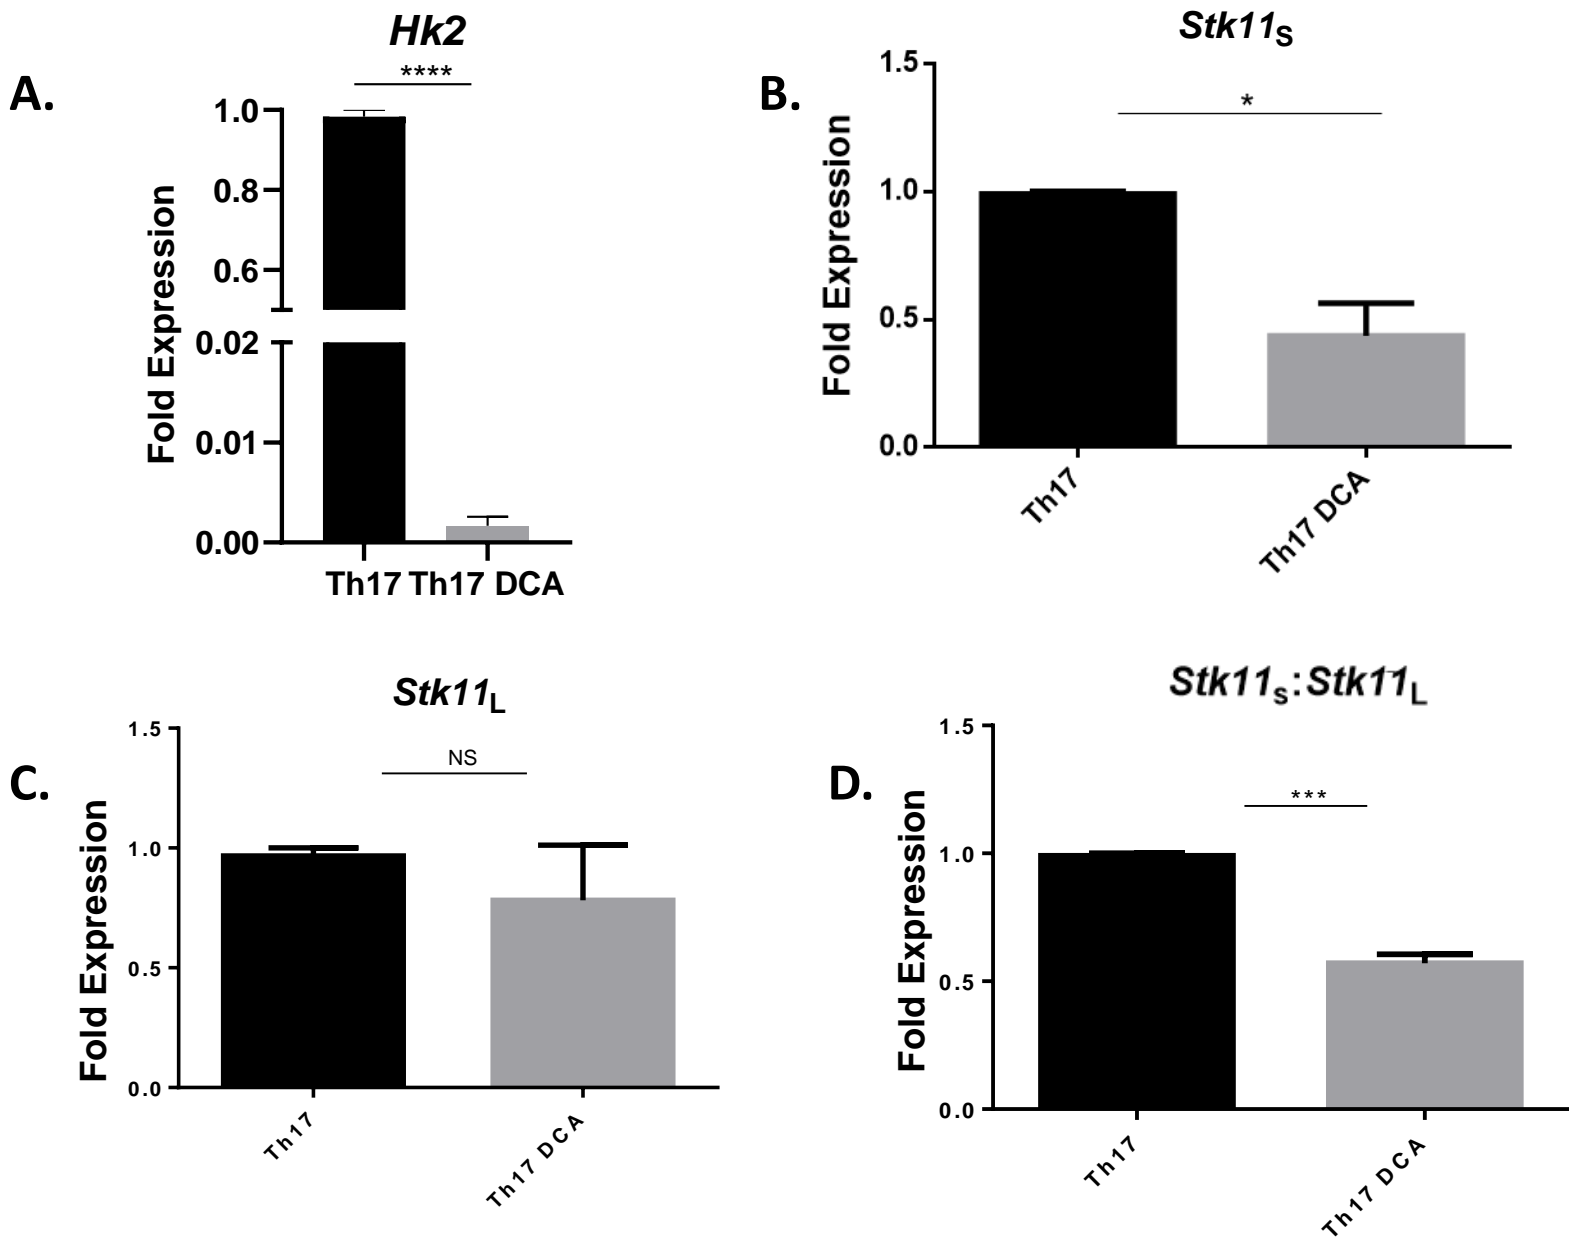 A.
Hk2
****
Fold Expression
1.0
0.8
0.6
0.02
0.01
0.00
Th17 Th17 DCA
B.
Stk11S
*
Fold Expression
1.5
1.0
0.5
0.0
Th17
Th17 DCA
C.
Stk11L
NS
Fold Expression
1.5
1.0
0.5
0.0
Th17
Th17 DCA
D.
Stk11s:Stk11L
***
Fold Expression
1.5
1.0
0.5
0.0
Th17
Th17 DCA